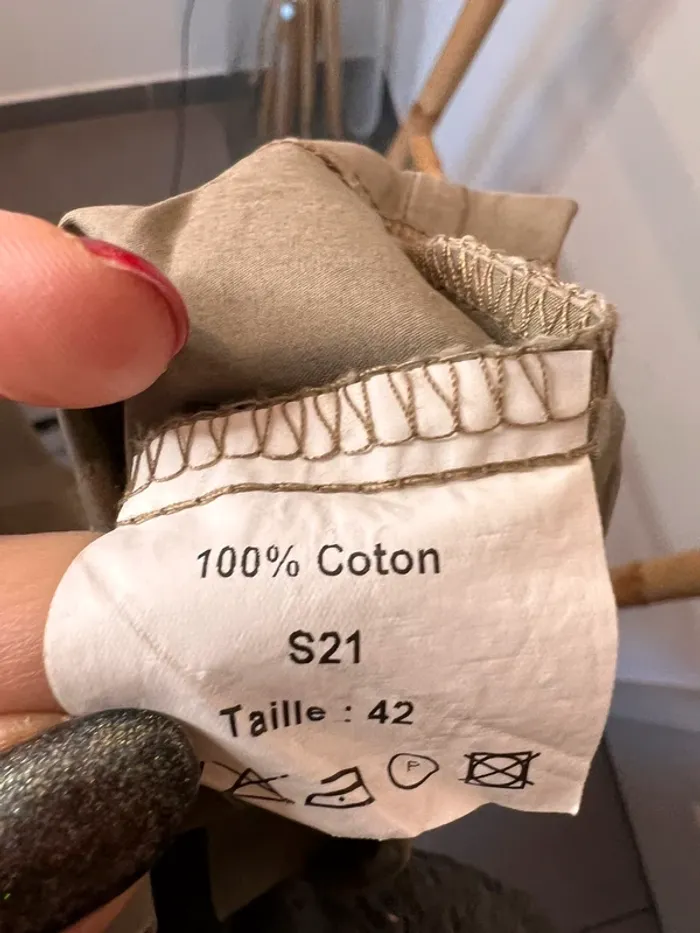 100% Coton
S21
Taille : 42
P